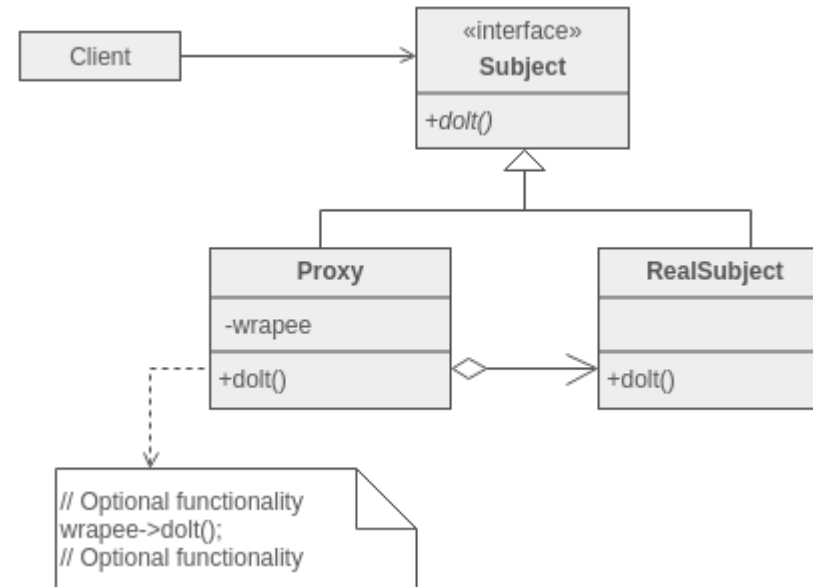 Client
«interface»
Subject
+doIt()
Proxy
-wrapee
+doIt()
RealSubject
+doIt()
// Optional functionality
wrapee->doIt();
// Optional functionality